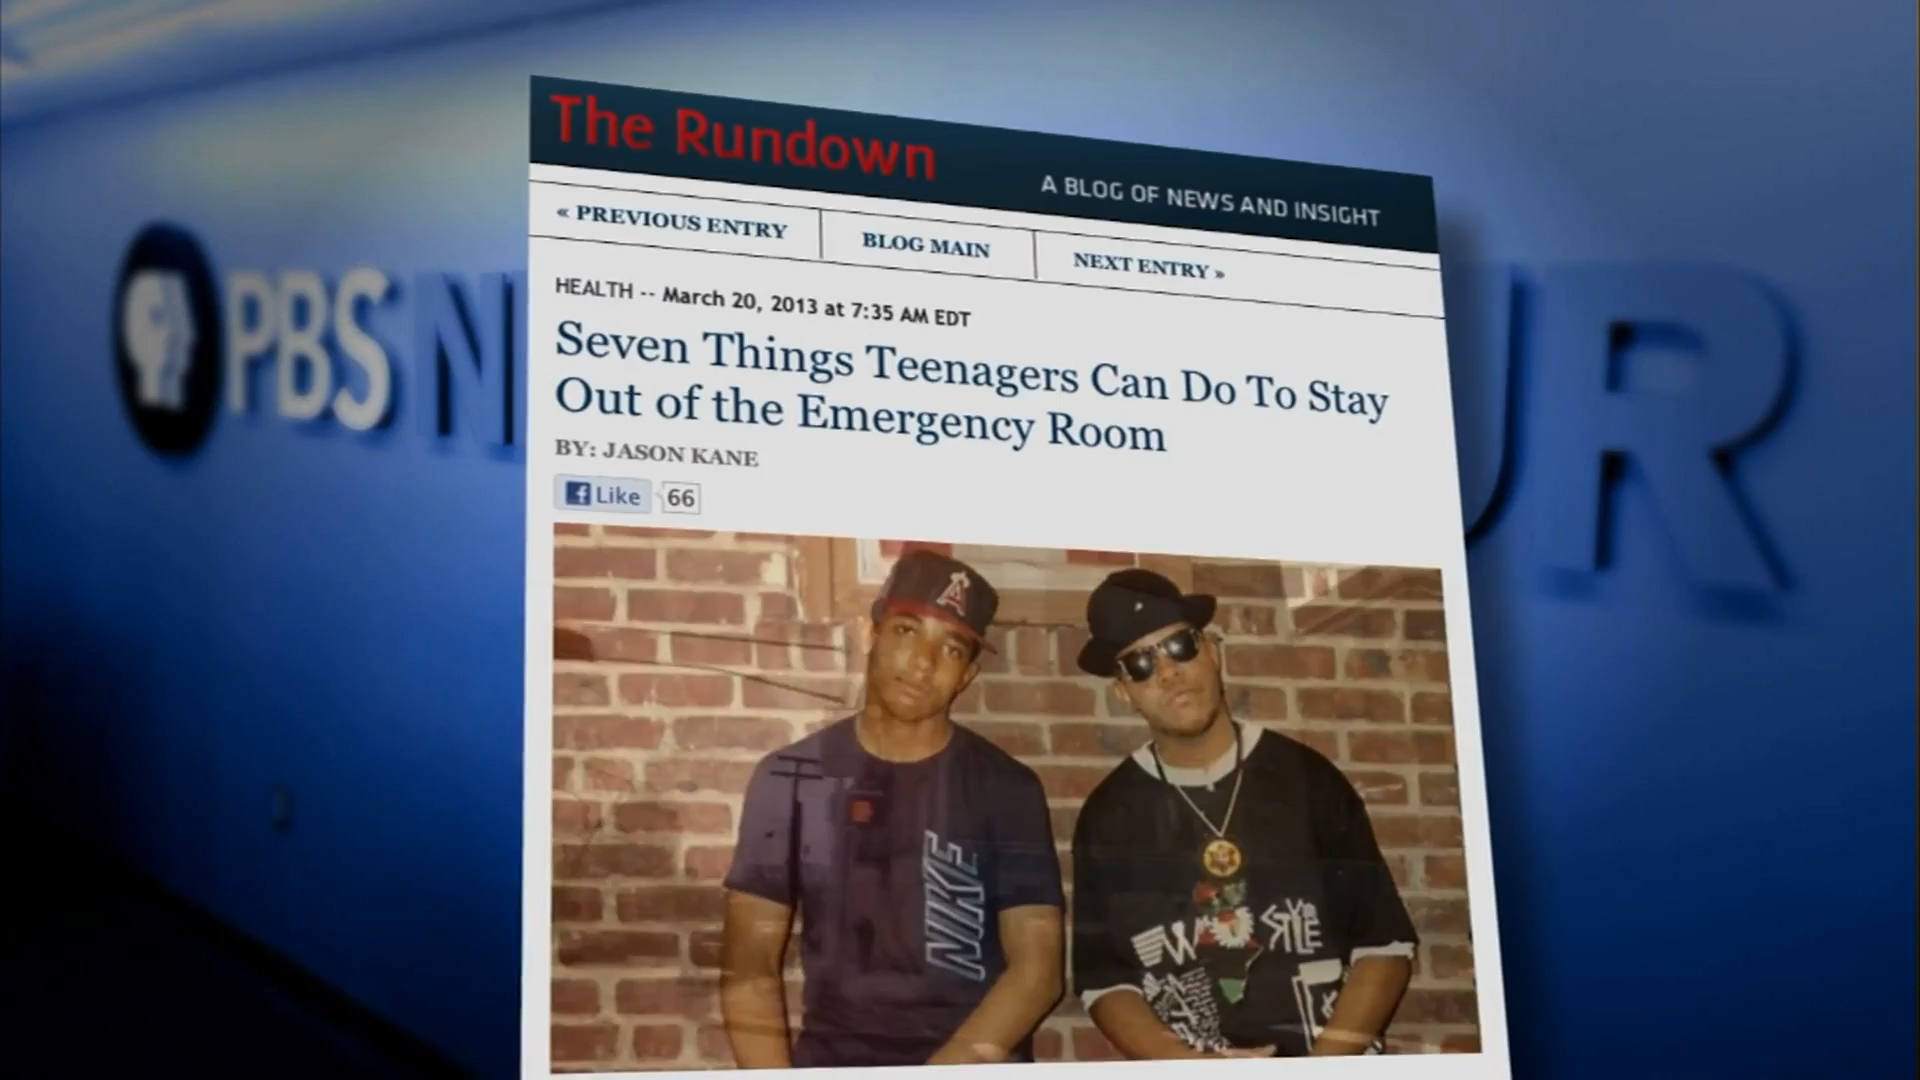 The Rundown
A BLOG OF NEWS AND INSIGHT
« PREVIOUS ENTRY
BLOG MAIN
NEXT ENTRY »
HEALTH -- March 20, 2013 at 7:35 AM EDT
Seven Things Teenagers Can Do To Stay
Out of the Emergency Room
BY: JASON KANE
Like
66
PBS N
UR
A
NIKE
STYLE